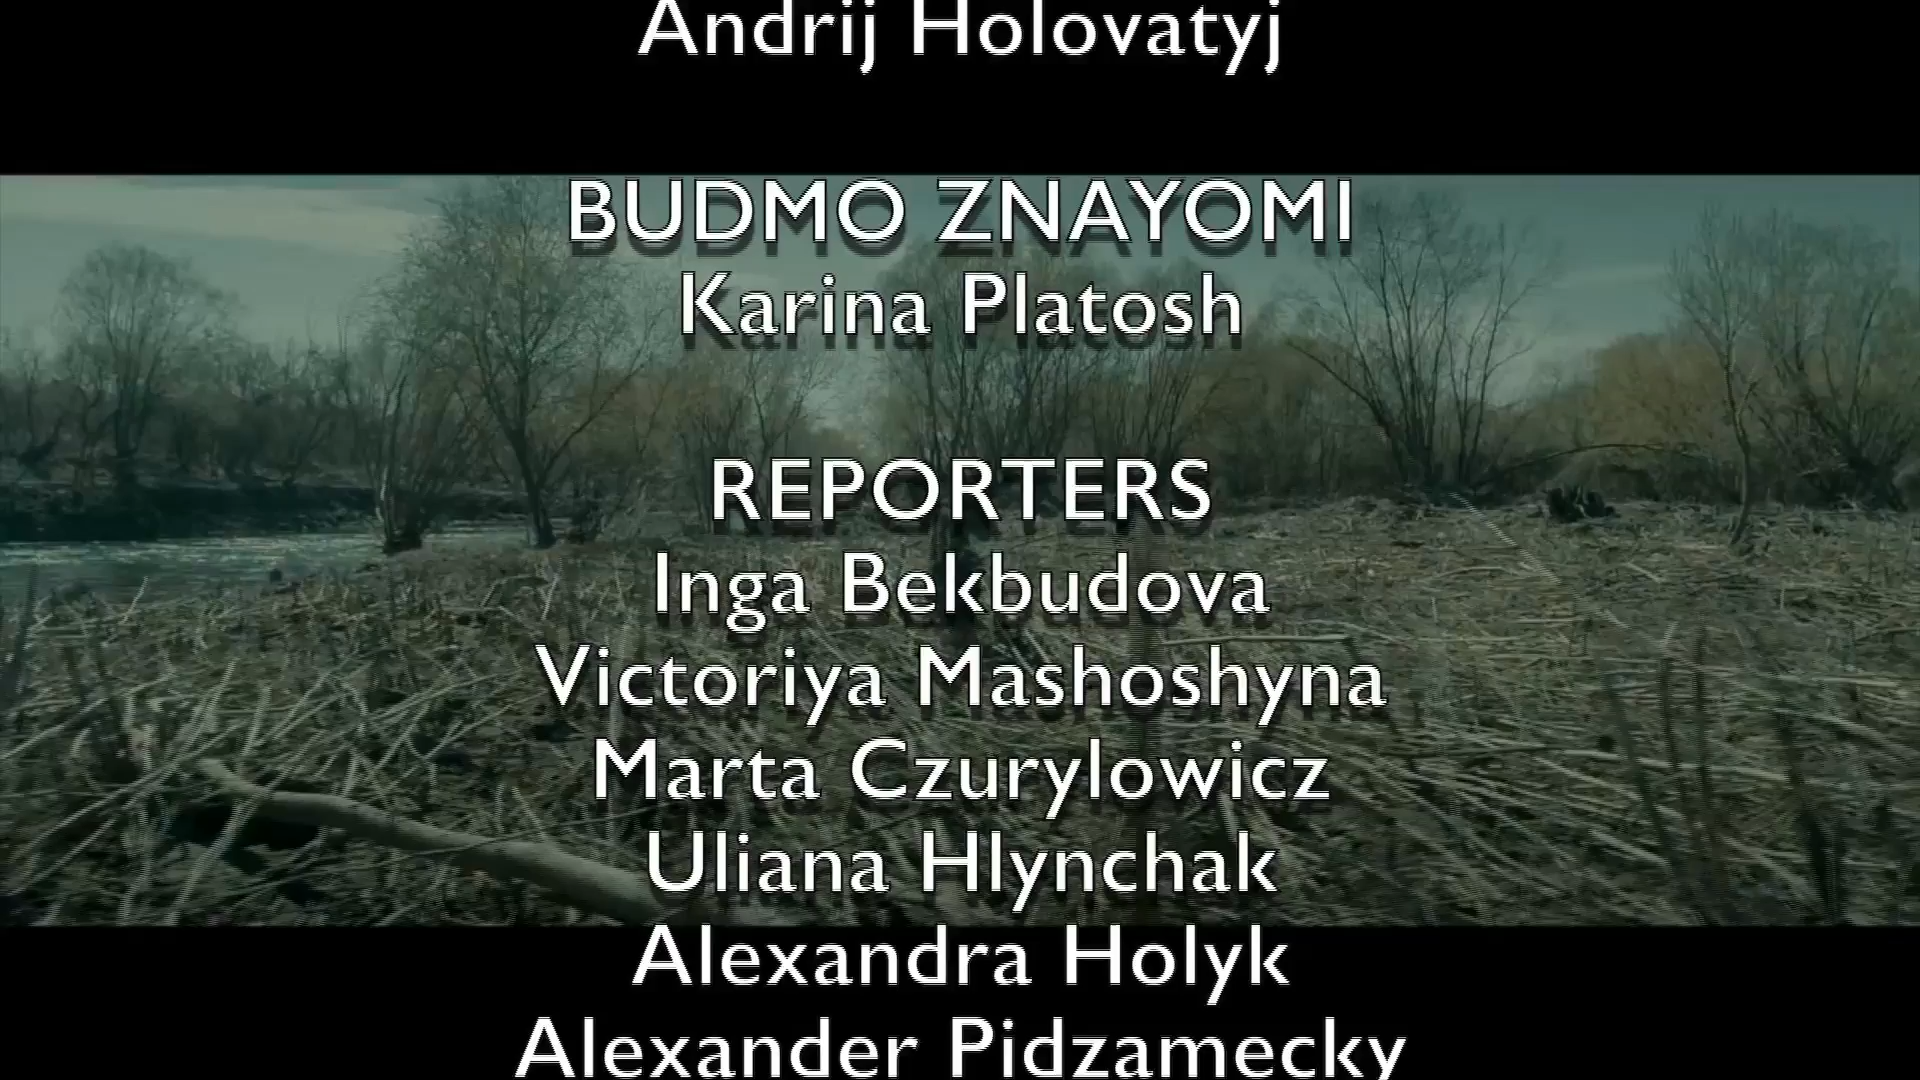 Andrij Holovatyj
BUDMO ZNAYOMI
Karina Platosh
REPORTERS
Inga Bekbudova
Victoriya Mashoshyna
Marta Czurylowicz
Uliana Hlynchak
Alexandra Holyk
Alexander Pidzamecky